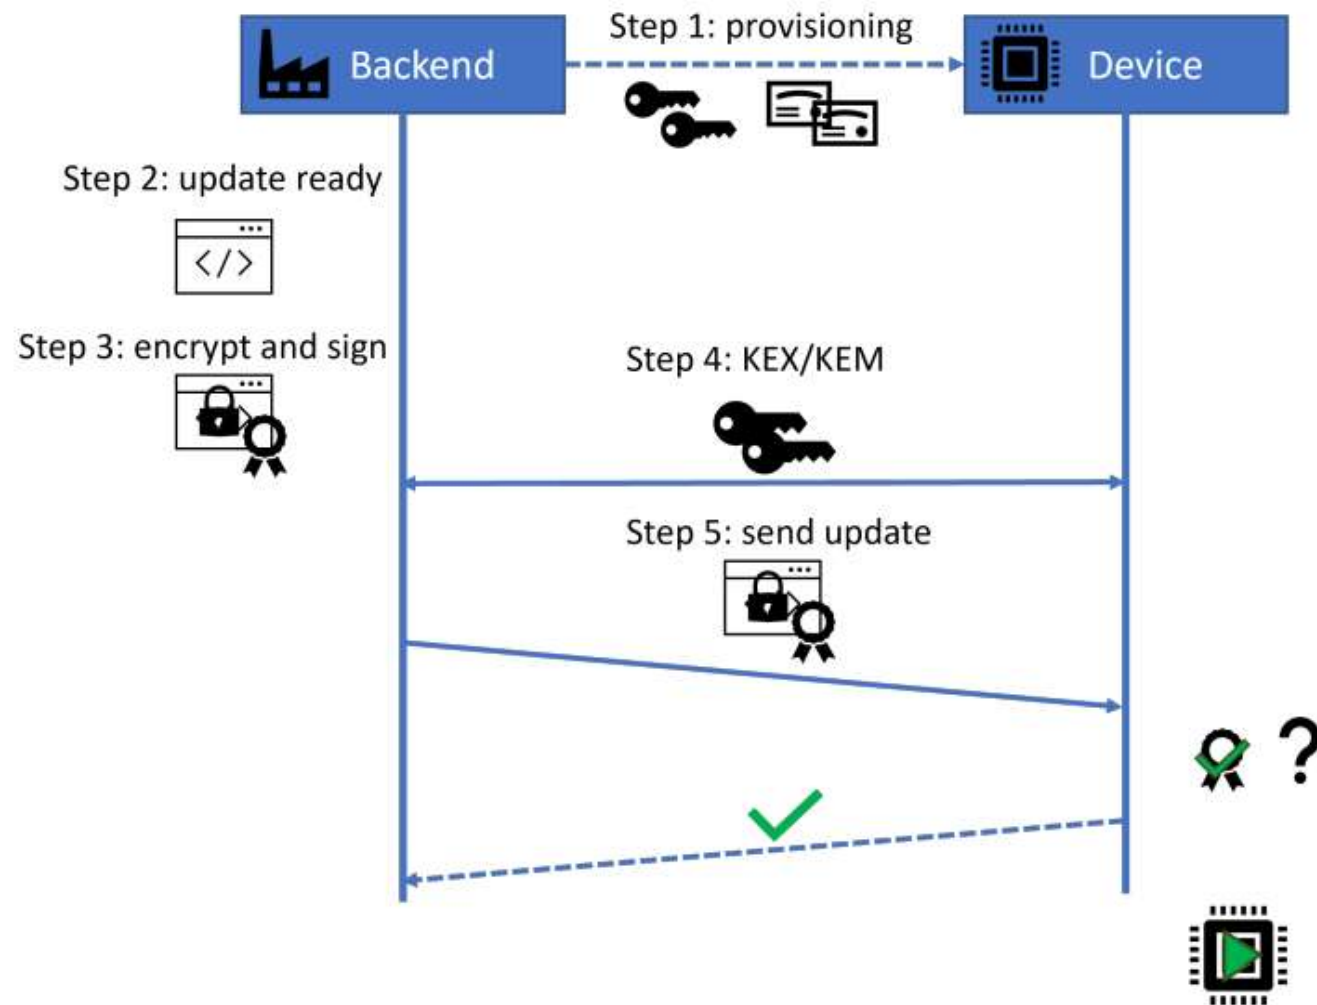 Step 1: provisioning
Backend
Device
Step 2: update ready
</>
Step 3: encrypt and sign
Step 4: KEX/KEM
Step 5: send update
?